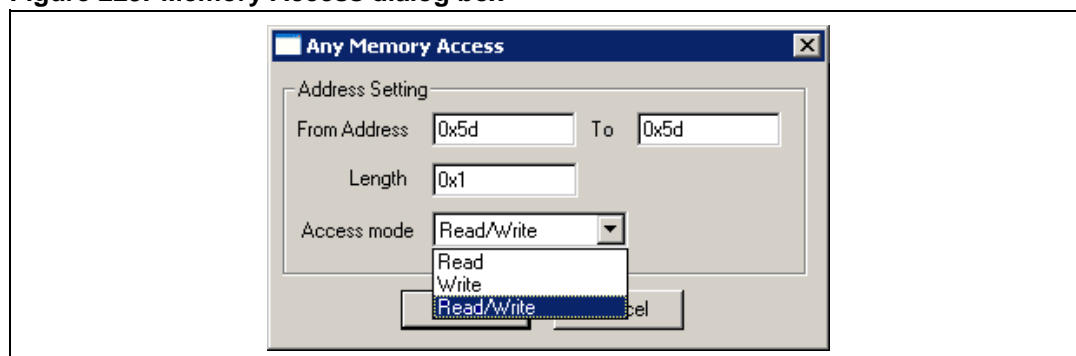 Any Memory Access
Address Setting
From Address 0x5d To 0x5d
Length 0x1
Access mode Read/Write
Read
Write
Read/Write